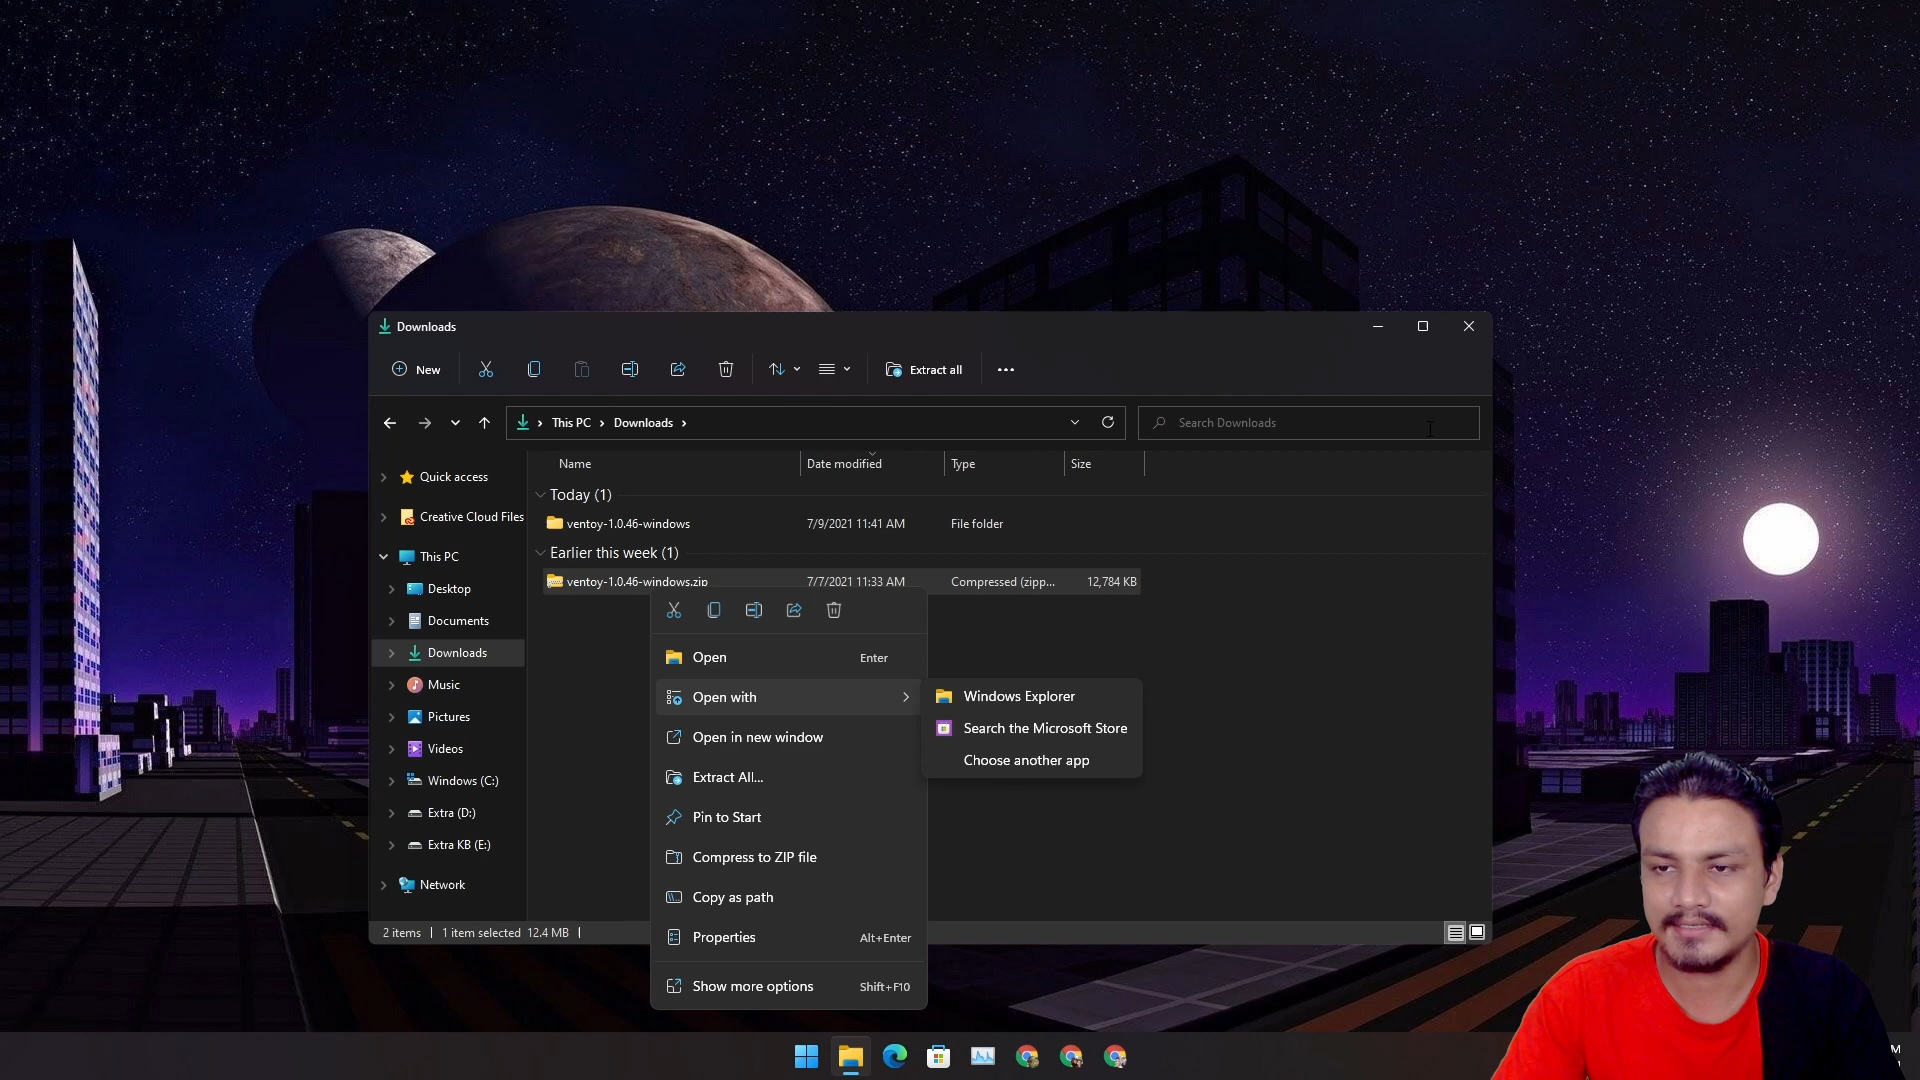 Downloads
New
Extract all
This PC
Downloads
Search Downloads
Name
Date modified
Type
Size
Quick access
Creative Cloud Files
This PC
Desktop
Documents
Downloads
Music
Pictures
Videos
Windows (C:)
Extra (D:)
Extra KB (E:)
Network
Today (1)
ventoy-1.0.46-windows 7/9/2021 11:41 AM File folder
Earlier this week (1)
ventoy-1.0.46-windows.zip 7/7/2021 11:33 AM Compressed (zipp... 12,784 KB
Open Enter
Open with
Open in new window
Extract All...
Pin to Start
Compress to ZIP file
Copy as path
Properties Alt+Enter
Show more options Shift+F10
Windows Explorer
Search the Microsoft Store
Choose another app
2 items
1 item selected 12.4 MB
M